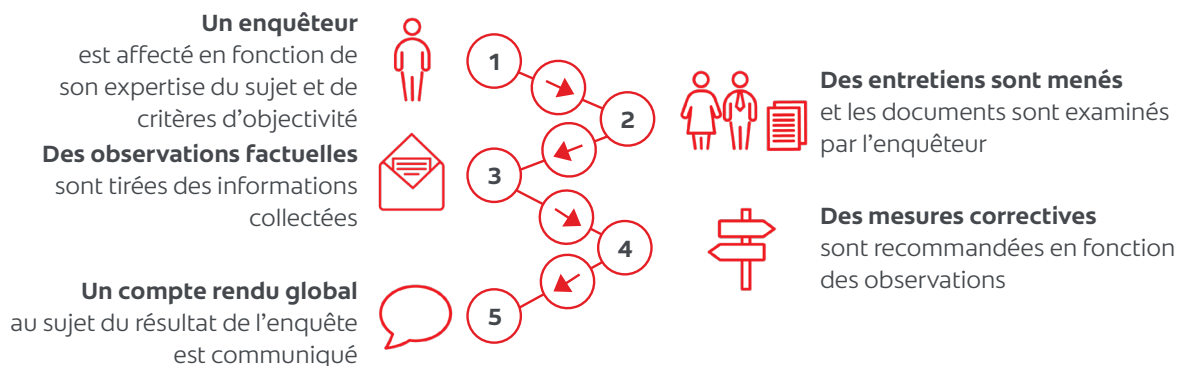 Un enquêteur
est affecté en fonction de
son expertise du sujet et de
critères d’objectivité
1
2
Des entretiens sont menés
et les documents sont examinés
par l’enquêteur
Des observations factuelles
sont tirées des informations
collectées
3
4
Des mesures correctives
sont recommandées en fonction
des observations
Un compte rendu global
au sujet du résultat de l’enquête
est communiqué
5